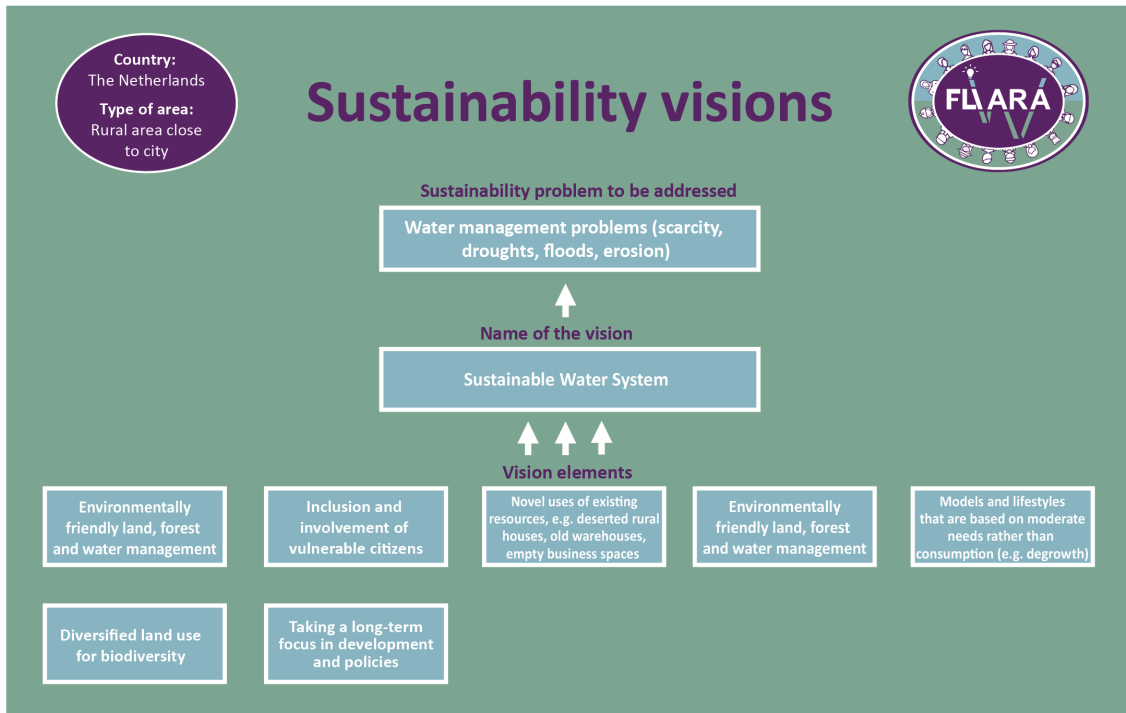 Country:
The Netherlands
Type of area:
Rural area close
to city
Sustainability visions
FLIARA
Sustainability problem to be addressed
Water management problems (scarcity,
droughts, floods, erosion)
Name of the vision
Sustainable Water System
Vision elements
Environmentally
friendly land, forest
and water management
Inclusion and
involvement of
vulnerable citizens
Novel uses of existing
resources, e.g. deserted rural
houses, old warehouses,
empty business spaces
Environmentally
friendly land, forest
and water management
Models and lifestyles
that are based on moderate
needs rather than
consumption (e.g. degrowth)
Diversified land use
for biodiversity
Taking a long-term
focus in development
and policies